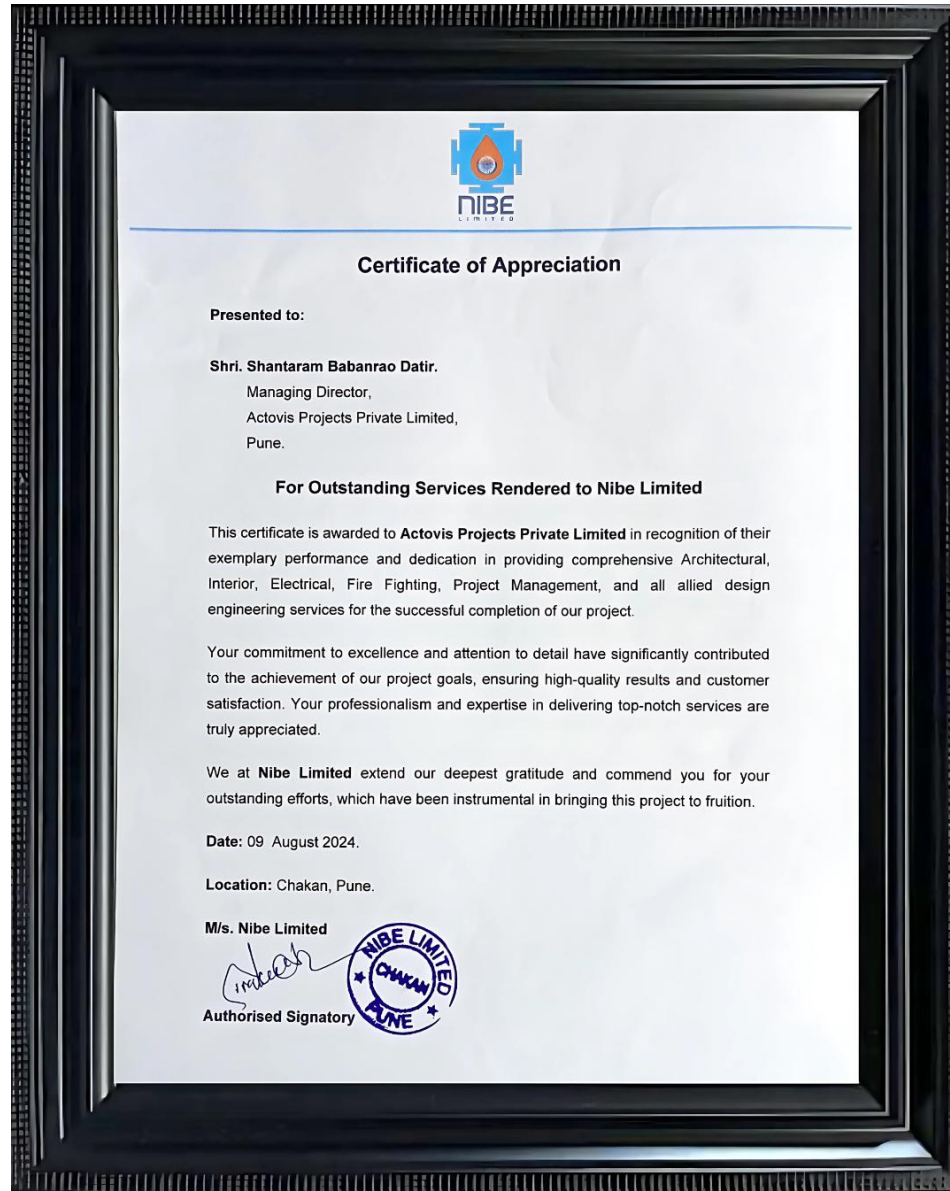 NIBE
LIMITED
Certificate of Appreciation
Presented to:
Shri. Shantaram Babanrao Datir.
Managing Director,
Actovis Projects Private Limited,
Pune.
For Outstanding Services Rendered to Nibe Limited
This certificate is awarded to Actovis Projects Private Limited in recognition of their
exemplary performance and dedication in providing comprehensive Architectural,
Interior, Electrical, Fire Fighting, Project Management, and all allied design
engineering services for the successful completion of our project.
Your commitment to excellence and attention to detail have significantly contributed
to the achievement of our project goals, ensuring high-quality results and customer
satisfaction. Your professionalism and expertise in delivering top-notch services are
truly appreciated.
We at Nibe Limited extend our deepest gratitude and commend you for your
outstanding efforts, which have been instrumental in bringing this project to fruition.
Date: 09 August 2024.
Location: Chakan, Pune.
M/s. Nibe Limited
NIBE LIMITED
CHAKAN
PUNE
Authorised Signatory